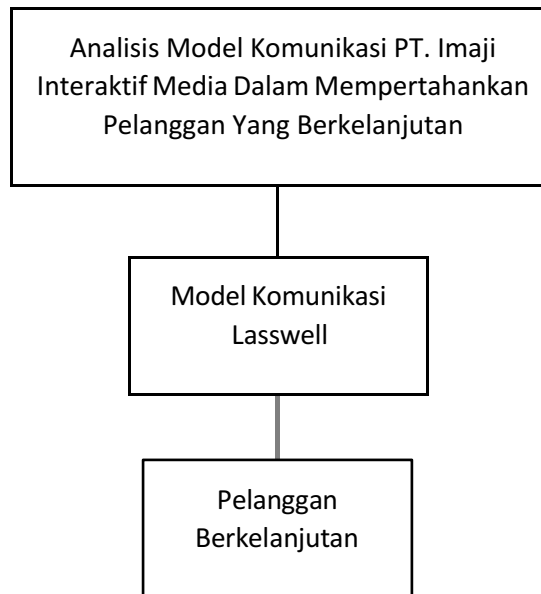 Analisis Model Komunikasi PT. Imaji
Interaktif Media Dalam Mempertahankan
Pelanggan Yang Berkelanjutan
Model Komunikasi
Lasswell
Pelanggan
Berkelanjutan